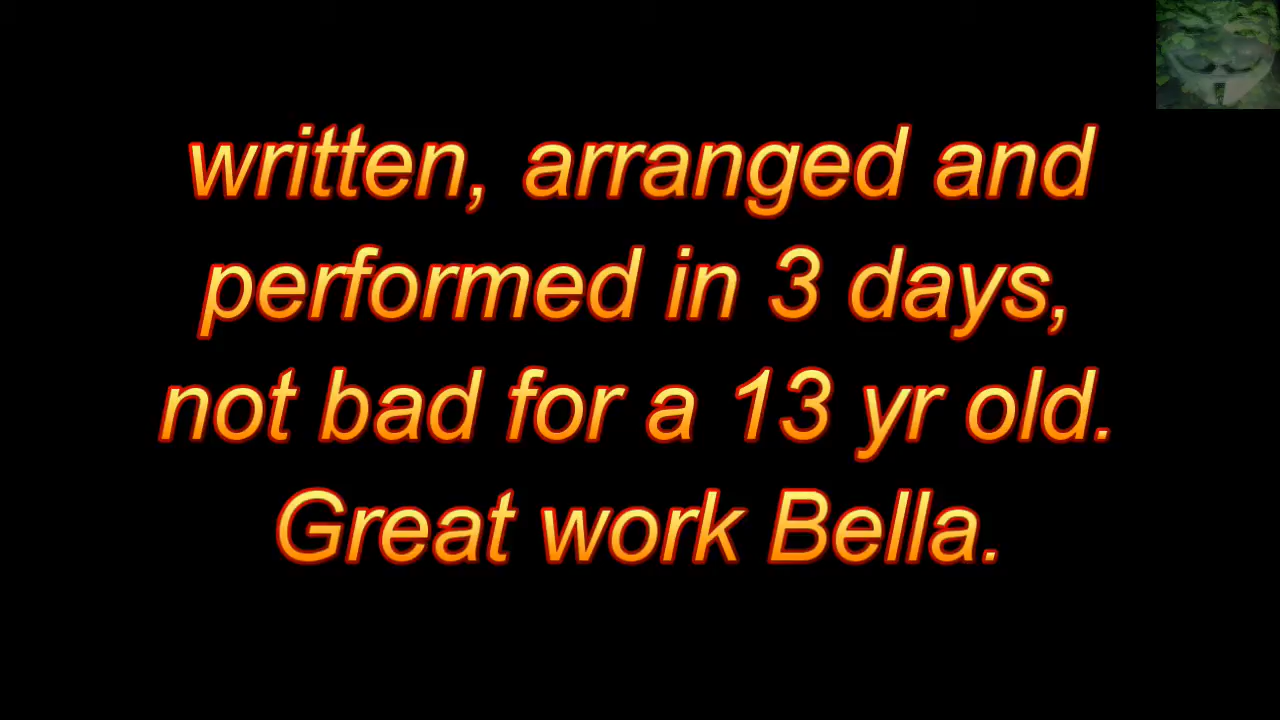 written, arranged and
performed in 3 days,
not bad for a 13 yr old.
Great work Bella.